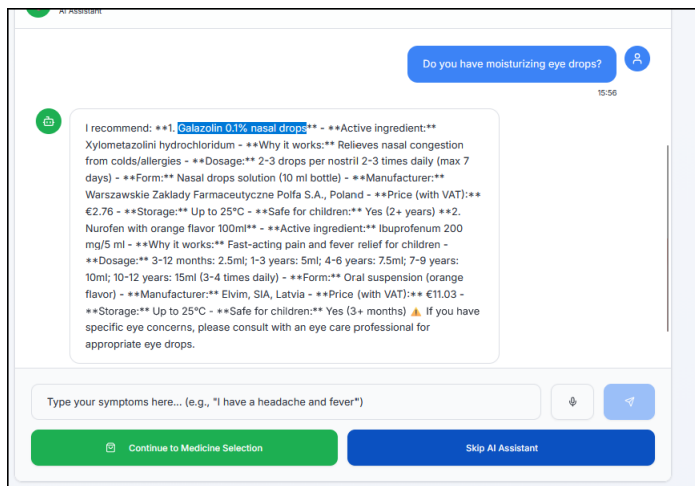 AI Assistant
Do you have moisturizing eye drops?
15:56
I recommend: **1. Galazolin 0.1% nasal drops** - **Active ingredient:**
Xylometazolini hydrochloridum - **Why it works:** Relieves nasal congestion
from colds/allergies - **Dosage:** 2-3 drops per nostril 2-3 times daily (max 7
days) - **Form:** Nasal drops solution (10 ml bottle) - **Manufacturer:**
Warszawskie Zaklady Farmaceutyczne Polfa S.A., Poland - **Price (with VAT):**
€2.76 - **Storage:** Up to 25°C - **Safe for children:** Yes (2+ years) **2.
Nurofen with orange flavor 100ml** - **Active ingredient:** Ibuprofenum 200
mg/5 ml - **Why it works:** Fast-acting pain and fever relief for children -
**Dosage:** 3-12 months: 2.5ml; 1-3 years: 5ml; 4-6 years: 7.5ml; 7-9 years:
10ml; 10-12 years: 15ml (3-4 times daily) - **Form:** Oral suspension (orange
flavor) - **Manufacturer:** Elvim, SIA, Latvia - **Price (with VAT):** €11.03 -
**Storage:** Up to 25°C - **Safe for children:** Yes (3+ months) ⚠️ If you have
specific eye concerns, please consult with an eye care professional for
appropriate eye drops.
Type your symptoms here... (e.g., "I have a headache and fever")
Continue to Medicine Selection
Skip AI Assistant